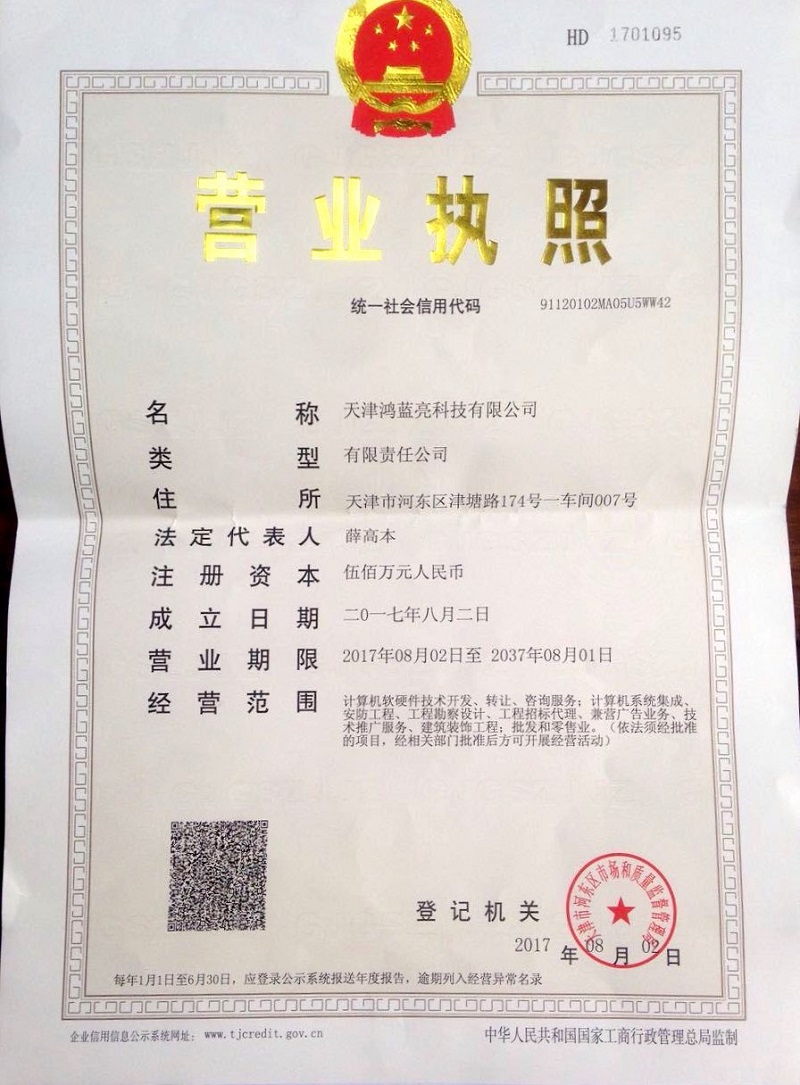 HD 1701095
营业执照
统一社会信用代码 91120102MA05U5WW42
名称 天津鸿蓝亮科技有限公司
类型 有限责任公司
住所 天津市河东区津塘路174号一车间007号
法定代表人 薛高本
注册资本 伍佰万元人民币
成立日期 二〇一七年八月二日
营业期限 2017年08月02日至 2037年08月01日
经营范围 计算机软硬件技术开发、转让、咨询服务;计算机系统集成、
安防工程、工程勘察设计、工程招标代理、兼营广告业务、技
术推广服务、建筑装饰工程;批发和零售业。(依法须经批准
的项目,经相关部门批准后方可开展经营活动)
天津市河东区市场和质量监督管理局
登记机关
2017年08月02日
每年1月1日至6月30日,应登录公示系统报送年度报告,逾期列入经营异常名录
企业信用信息公示系统网址: www.tjcredit.gov.cn 中华人民共和国国家工商行政管理总局监制